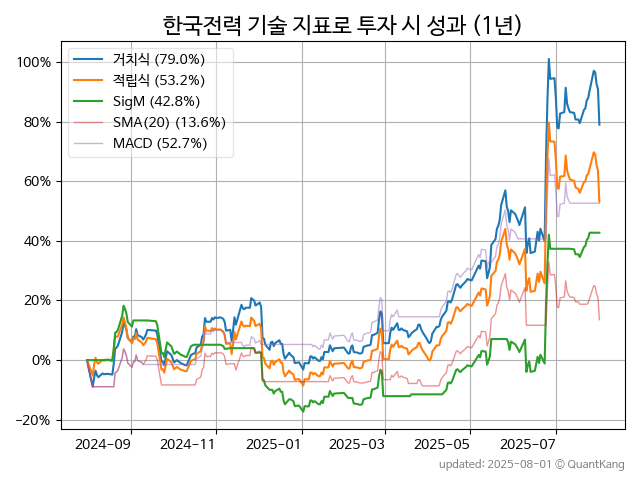 한국전력 기술 지표로 투자 시 성과 (1년)
거치식 (79.0%)
적립식 (53.2%)
SigM (42.8%)
SMA(20) (13.6%)
MACD (52.7%)
100%
80%
60%
40%
20%
0%
−20%
2024-09
2024-11
2025-01
2025-03
2025-05
2025-07
updated: 2025-08-01 © QuantKang